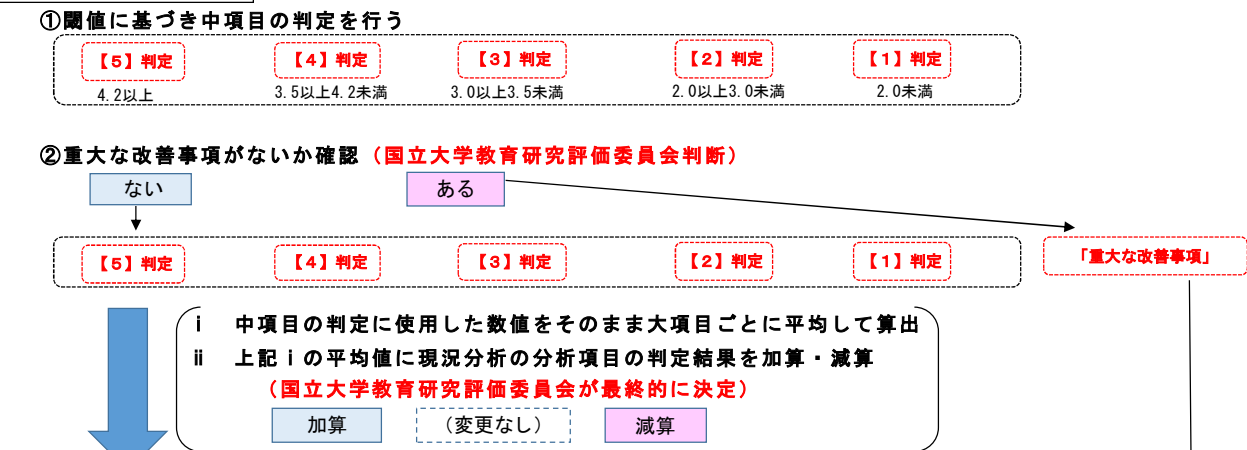 ①閾値に基づき中項目の判定を行う
【５】判定 【４】判定 【３】判定 【２】判定 【１】判定
4.2以上 3.5以上4.2未満 3.0以上3.5未満 2.0以上3.0未満 2.0未満
②重大な改善事項がないか確認（国立大学教育研究評価委員会判断）
ない ある
【５】判定 【４】判定 【３】判定 【２】判定 【１】判定 「重大な改善事項」
ⅰ 中項目の判定に使用した数値をそのまま大項目ごとに平均して算出
ⅱ 上記ⅰの平均値に現況分析の分析項目の判定結果を加算・減算
（国立大学教育研究評価委員会が最終的に決定）
加算 （変更なし） 減算